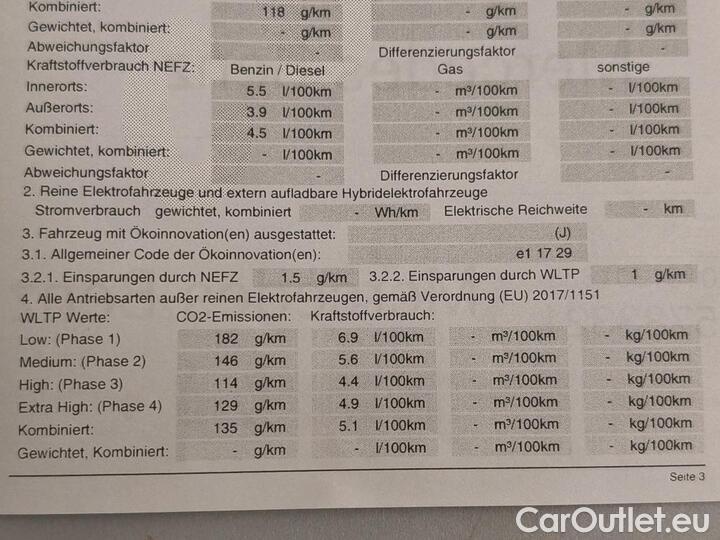 Kombiniert: 118 g/km - g/km - g/km
Gewichtet, kombiniert: - g/km - g/km - g/km
Abweichungsfaktor Differenzierungsfaktor
Kraftstoffverbrauch NEFZ: Benzin / Diesel Gas sonstige
Innerorts: 5.5 l/100km - m³/100km - l/100km
Außerorts: 3.9 l/100km - m³/100km - l/100km
Kombiniert: 4.5 l/100km - m³/100km - l/100km
Gewichtet, kombiniert: - l/100km - m³/100km - l/100km
Abweichungsfaktor Differenzierungsfaktor
2. Reine Elektrofahrzeuge und extern aufladbare Hybridelektrofahrzeuge
Stromverbrauch gewichtet, kombiniert - Wh/km Elektrische Reichweite - km
3. Fahrzeug mit Ökoinnovation(en) ausgestattet: (J)
3.1. Allgemeiner Code der Ökoinnovation(en): e1 17 29
3.2.1. Einsparungen durch NEFZ 1.5 g/km 3.2.2. Einsparungen durch WLTP 1 g/km
4. Alle Antriebsarten außer reinen Elektrofahrzeugen, gemäß Verordnung (EU) 2017/1151
WLTP Werte: CO2-Emissionen: Kraftstoffverbrauch:
Low: (Phase 1) 182 g/km 6.9 l/100km - m³/100km - kg/100km
Medium: (Phase 2) 146 g/km 5.6 l/100km - m³/100km - kg/100km
High: (Phase 3) 114 g/km 4.4 l/100km - m³/100km - kg/100km
Extra High: (Phase 4) 129 g/km 4.9 l/100km - m³/100km - kg/100km
Kombiniert: 135 g/km 5.1 l/100km - m³/100km - kg/100km
Gewichtet, Kombiniert: - g/km - l/100km - m³/100km - kg/100km
Seite 3
CarOutlet.eu